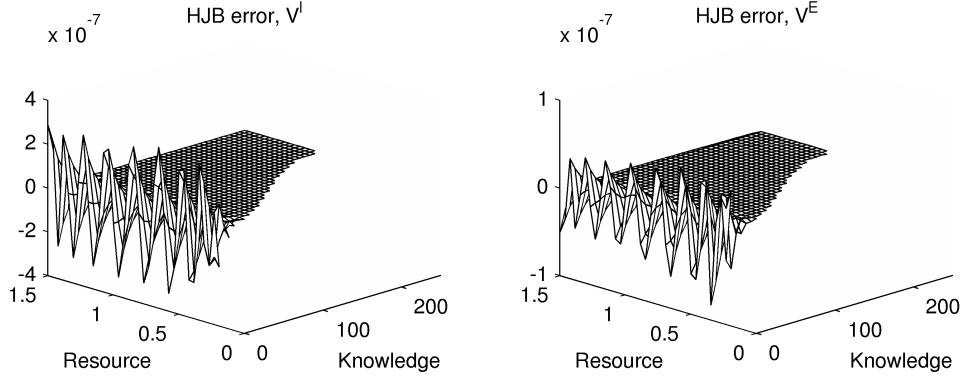 HJB error, V^I
x 10^-7
4
2
0
-2
-4
1.5
1
0.5
0
0
100
200
Resource
Knowledge
HJB error, V^E
x 10^-7
1
0
-1
1.5
1
0.5
0
0
100
200
Resource
Knowledge